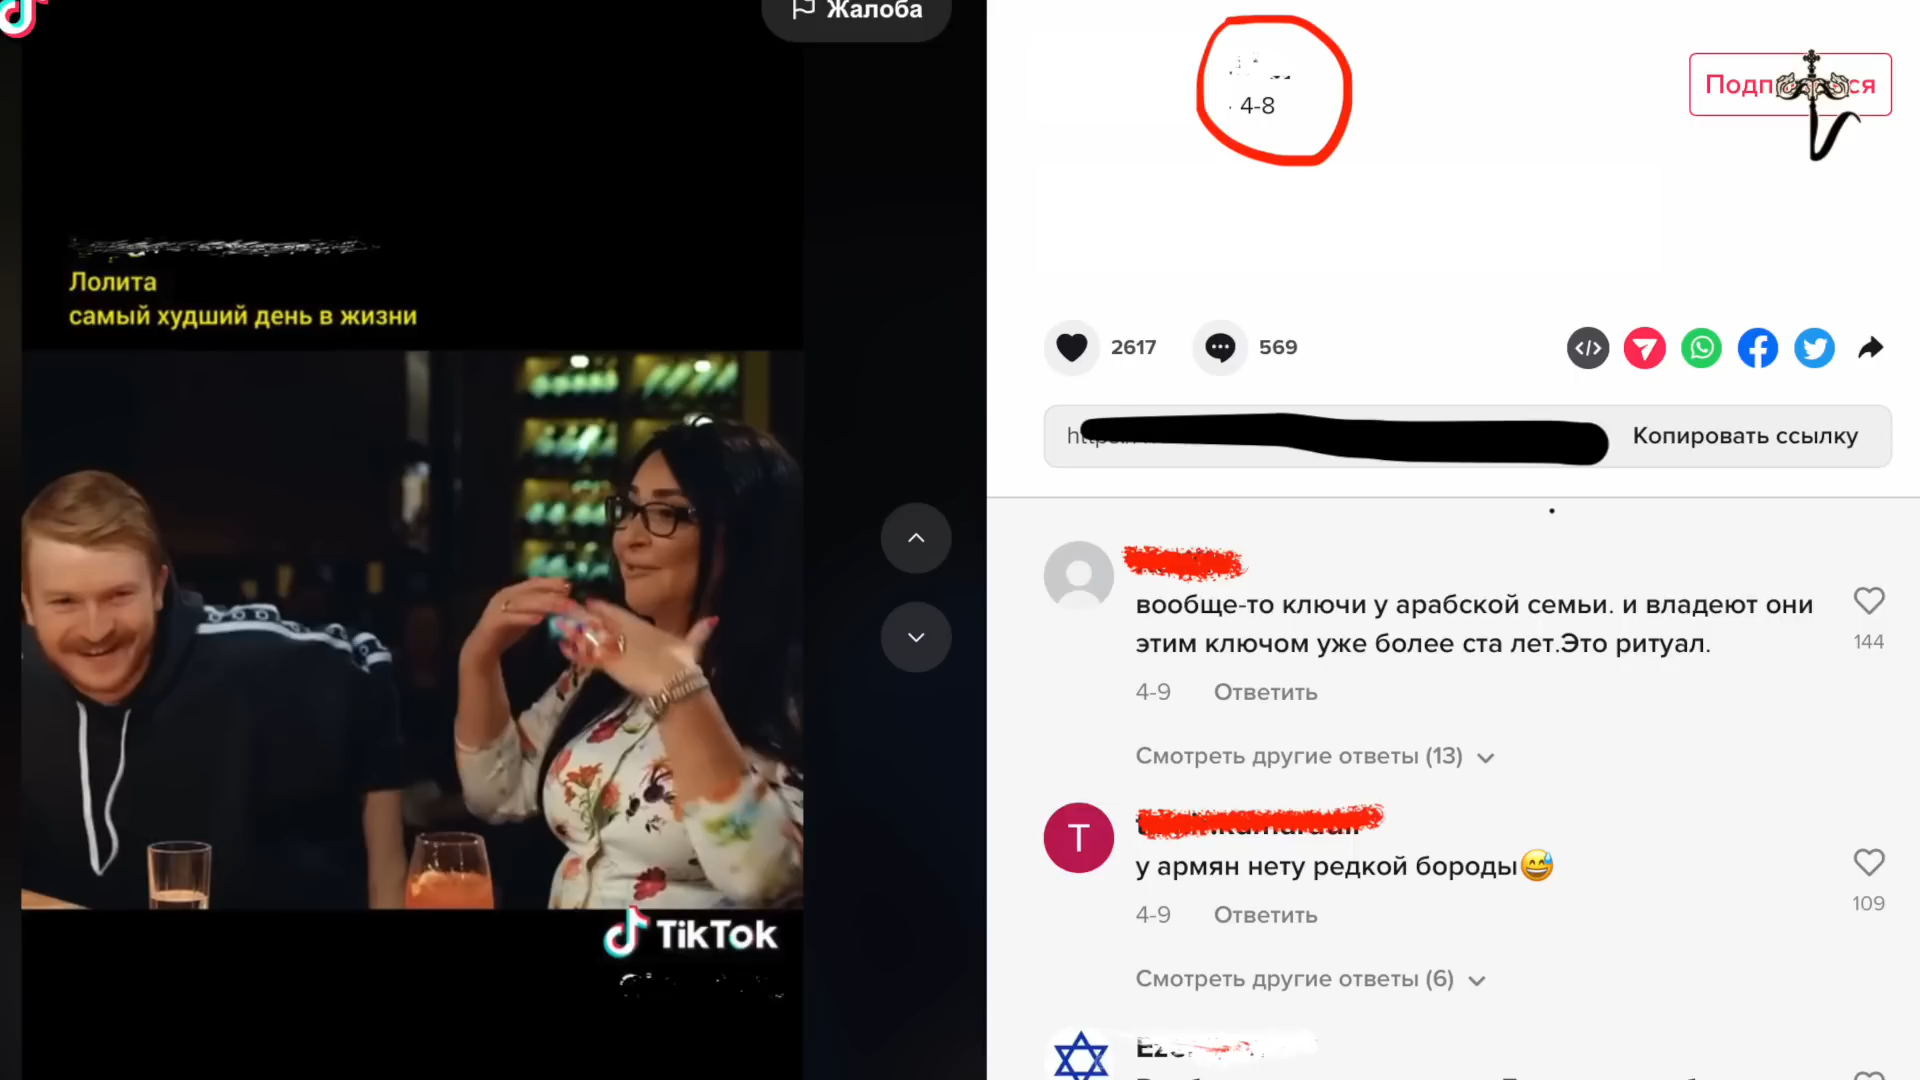 Жалоба
Лолита
самый худший день в жизни
TikTok
· 4-8
2617
569
Копировать ссылку
вообще-то ключи у арабской семьи. и владеют они
этим ключом уже более ста лет.Это ритуал.
144
4-9 Ответить
Смотреть другие ответы (13)
T
у армян нету редкой бороды😅
109
4-9 Ответить
Смотреть другие ответы (6)